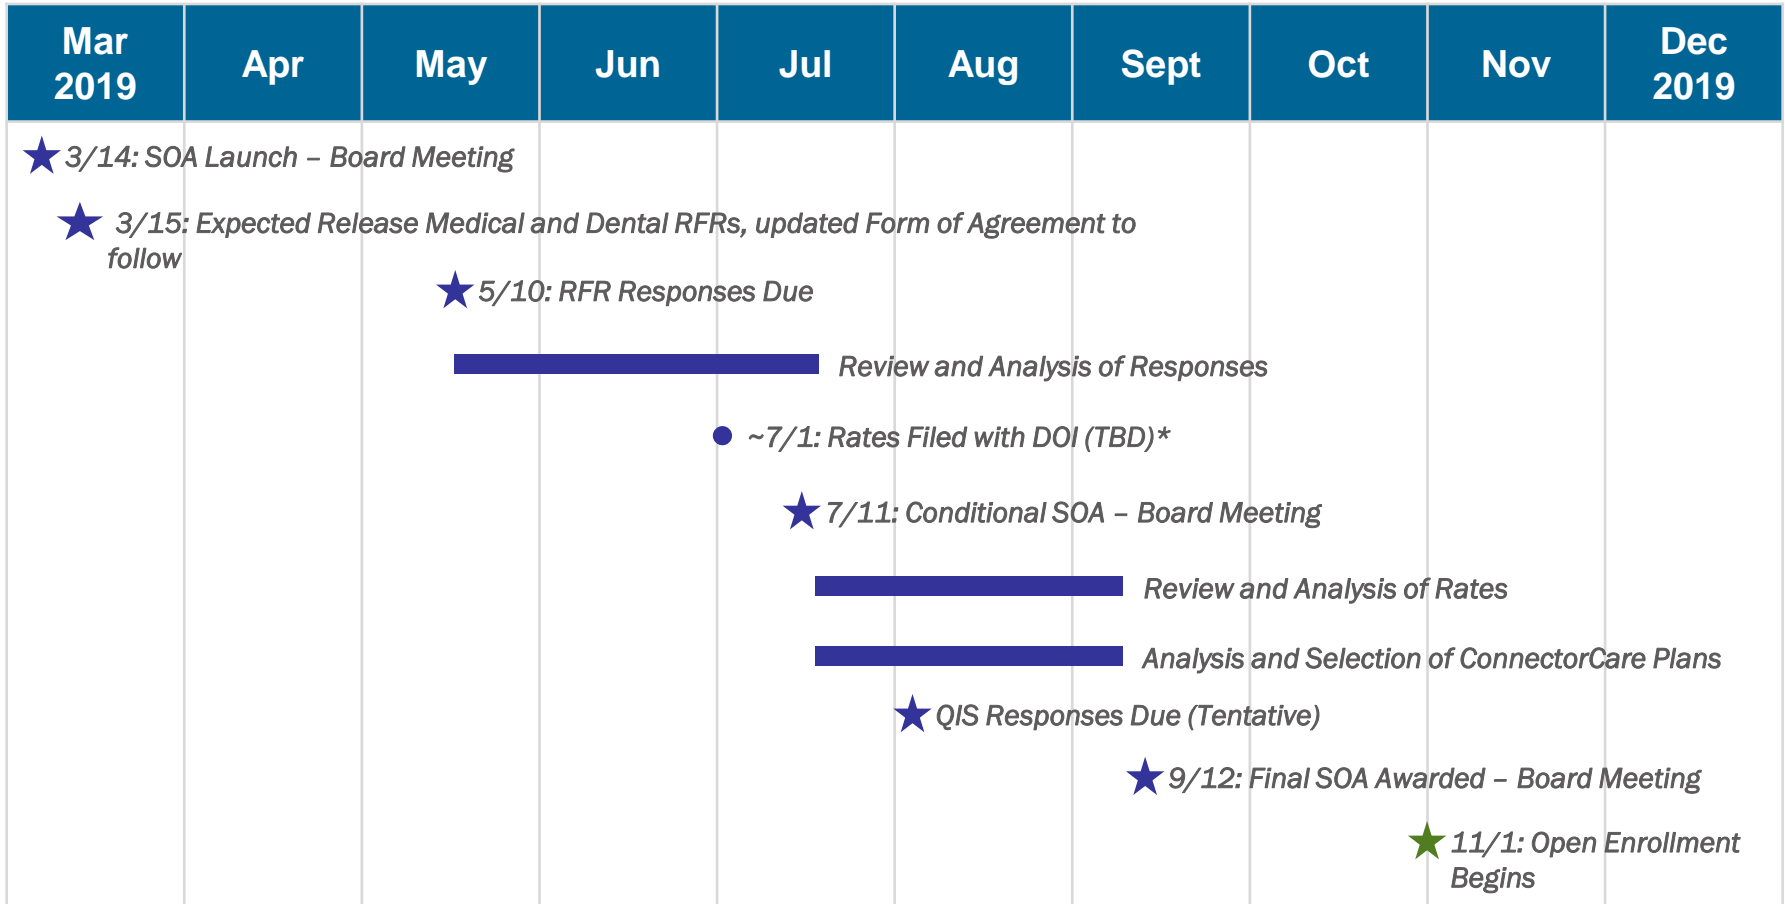 Mar
2019
Apr
May
Jun
Jul
Aug
Sept
Oct
Nov
Dec
2019
3/14: SOA Launch – Board Meeting
3/15: Expected Release Medical and Dental RFRs, updated Form of Agreement to
follow
5/10: RFR Responses Due
Review and Analysis of Responses
~7/1: Rates Filed with DOI (TBD)*
7/11: Conditional SOA – Board Meeting
Review and Analysis of Rates
Analysis and Selection of ConnectorCare Plans
QIS Responses Due (Tentative)
9/12: Final SOA Awarded – Board Meeting
11/1: Open Enrollment
Begins